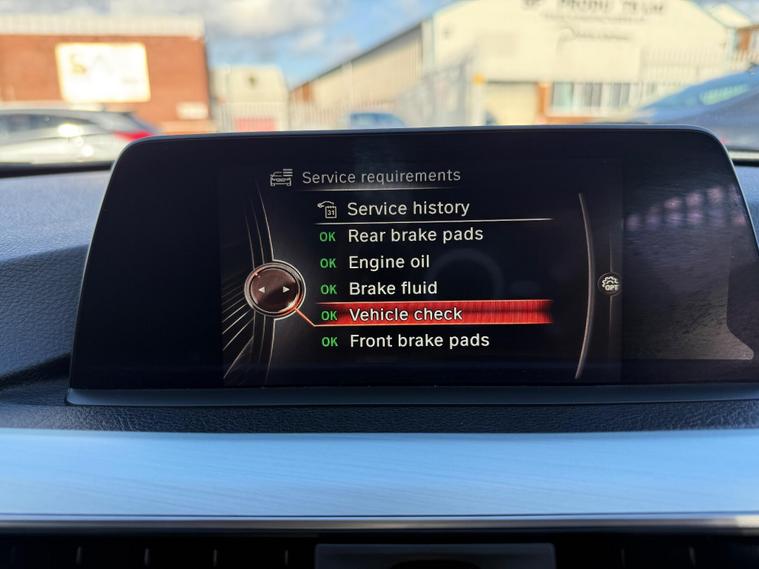 Service requirements
31 Service history
OK Rear brake pads
OK Engine oil
OK Brake fluid
OK Vehicle check
OK Front brake pads
OPT